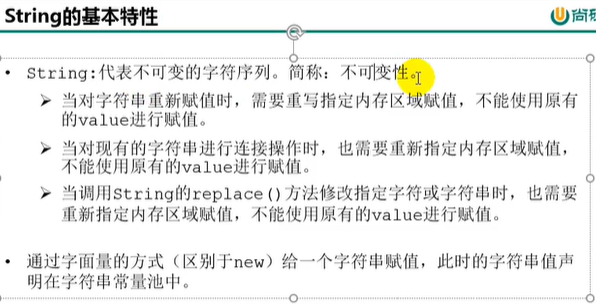 String的基本特性
尚硅
• String:代表不可变的字符序列。简称：不可变性。
➢ 当对字符串重新赋值时，需要重写指定内存区域赋值，不能使用原有
的value进行赋值。
➢ 当对现有的字符串进行连接操作时，也需要重新指定内存区域赋值，
不能使用原有的value进行赋值。
➢ 当调用String的replace()方法修改指定字符或字符串时，也需要
重新指定内存区域赋值，不能使用原有的value进行赋值。
• 通过字面量的方式（区别于new）给一个字符串赋值，此时的字符串值声
明在字符串常量池中。